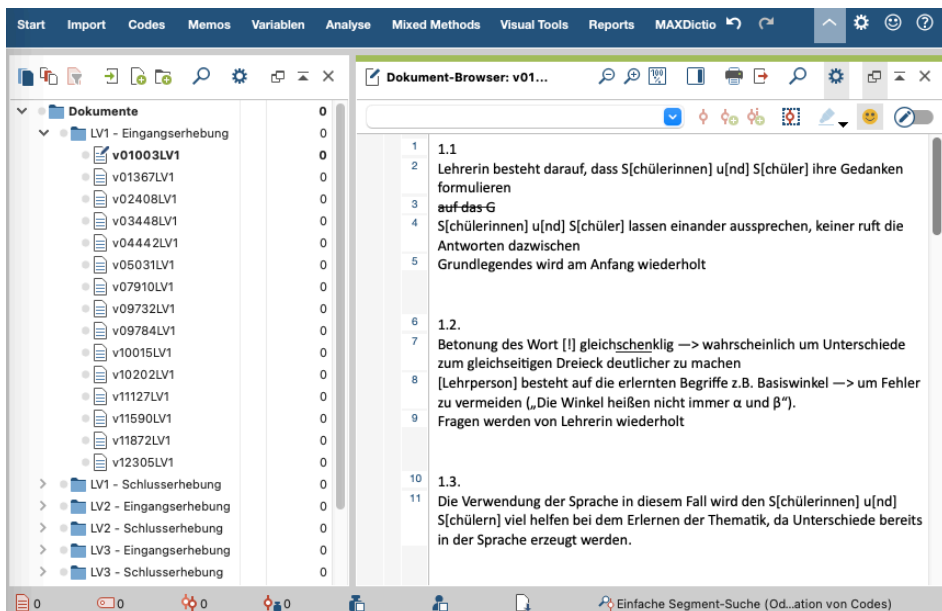 Start Import Codes Memos Variablen Analyse Mixed Methods Visual Tools Reports MAXDictio
Dokument-Browser: v01...
100 %
Dokumente 0
LV1 - Eingangserhebung 0
v01003LV1 0
v01367LV1 0
v02408LV1 0
v03448LV1 0
v04442LV1 0
v05031LV1 0
v07910LV1 0
v09732LV1 0
v09784LV1 0
v10015LV1 0
v10202LV1 0
v11127LV1 0
v11590LV1 0
v11872LV1 0
v12305LV1 0
LV1 - Schlusserhebung 0
LV2 - Eingangserhebung 0
LV2 - Schlusserhebung 0
LV3 - Eingangserhebung 0
LV3 - Schlusserhebung 0
1 1.1
2 Lehrerin besteht darauf, dass S[chülerinnen] u[nd] S[chüler] ihre Gedanken
formulieren
3 auf das G
4 S[chülerinnen] u[nd] S[chüler] lassen einander aussprechen, keiner ruft die
Antworten dazwischen
5 Grundlegendes wird am Anfang wiederholt
6 1.2.
7 Betonung des Wort [!] gleichschenklig —> wahrscheinlich um Unterschiede
zum gleichseitigen Dreieck deutlicher zu machen
8 [Lehrperson] besteht auf die erlernten Begriffe z.B. Basiswinkel —> um Fehler
zu vermeiden („Die Winkel heißen nicht immer α und β“).
9 Fragen werden von Lehrerin wiederholt
10 1.3.
11 Die Verwendung der Sprache in diesem Fall wird den S[chülerinnen] u[nd]
S[chülern] viel helfen bei dem Erlernen der Thematik, da Unterschiede bereits
in der Sprache erzeugt werden.
0 0 0 0 Einfache Segment-Suche (Od...ation von Codes)